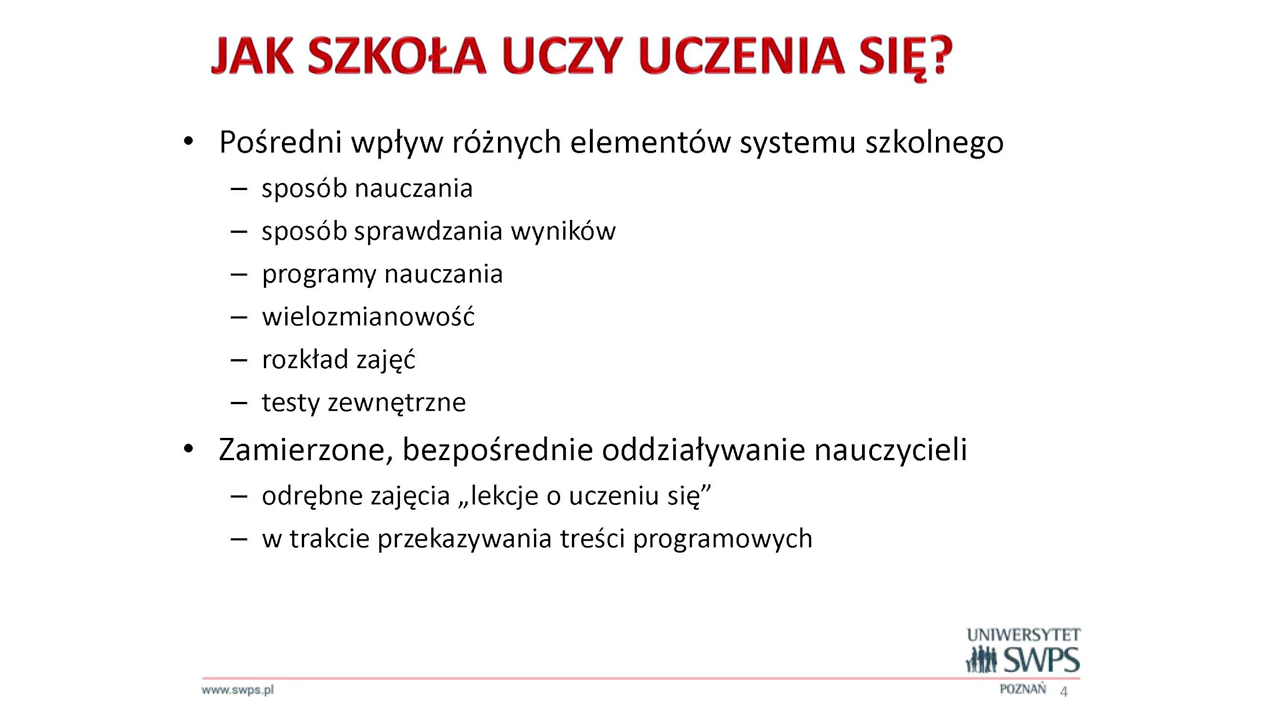 JAK SZKOŁA UCZY UCZENIA SIĘ?
• Pośredni wpływ różnych elementów systemu szkolnego
– sposób nauczania
– sposób sprawdzania wyników
– programy nauczania
– wielozmianowość
– rozkład zajęć
– testy zewnętrzne
• Zamierzone, bezpośrednie oddziaływanie nauczycieli
– odrębne zajęcia „lekcje o uczeniu się”
– w trakcie przekazywania treści programowych
UNIWERSYTET
SWPS
www.swps.pl
POZNAŃ 4